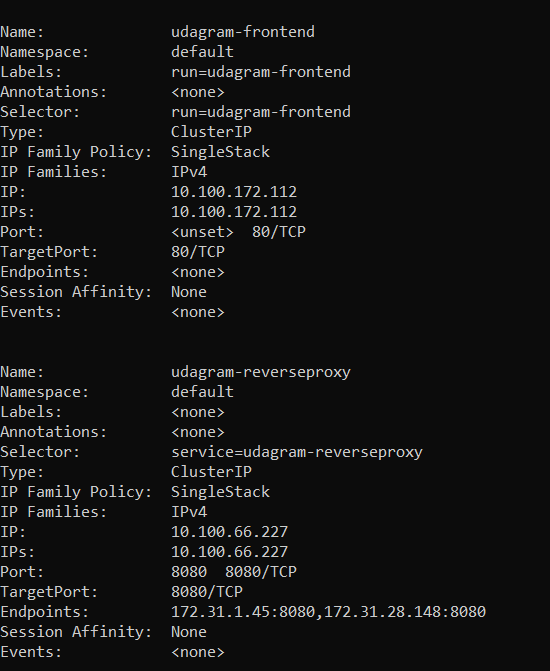 Name:              udagram-frontend
Namespace:         default
Labels:            run=udagram-frontend
Annotations:       <none>
Selector:          run=udagram-frontend
Type:              ClusterIP
IP Family Policy:  SingleStack
IP Families:       IPv4
IP:                10.100.172.112
IPs:               10.100.172.112
Port:              <unset>  80/TCP
TargetPort:        80/TCP
Endpoints:         <none>
Session Affinity:  None
Events:            <none>
Name:              udagram-reverseproxy
Namespace:         default
Labels:            <none>
Annotations:       <none>
Selector:          service=udagram-reverseproxy
Type:              ClusterIP
IP Family Policy:  SingleStack
IP Families:       IPv4
IP:                10.100.66.227
IPs:               10.100.66.227
Port:              8080  8080/TCP
TargetPort:        8080/TCP
Endpoints:         172.31.1.45:8080,172.31.28.148:8080
Session Affinity:  None
Events:            <none>